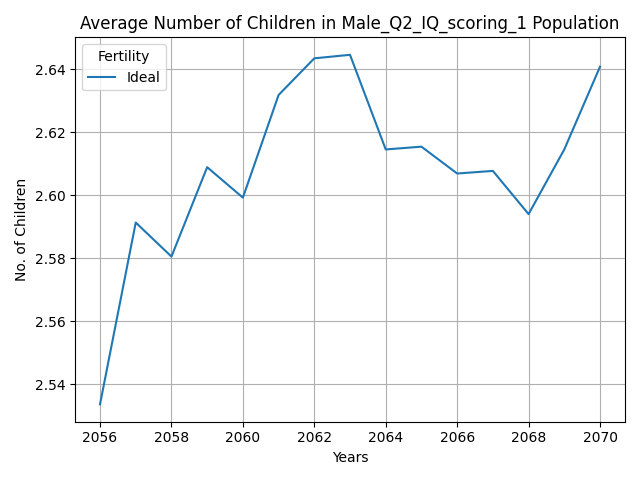 Average Number of Children in Male_Q2_IQ_scoring_1 Population
Fertility
Ideal
No. of Children
2.64
2.62
2.60
2.58
2.56
2.54
2056 2058 2060 2062 2064 2066 2068 2070
Years